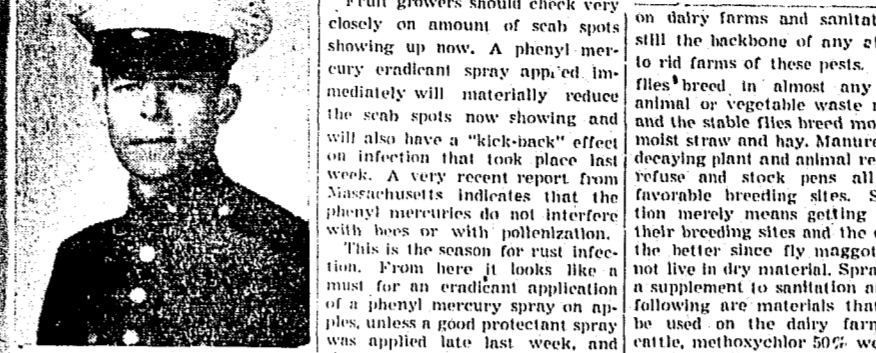 Fruit growers should check very
closely on amount of scab spots
showing up now. A phenyl mer-
cury eradicant spray applied im-
mediately will materially reduce
the scab spots now showing and
will also have a "kick-back" effect
on infection that took place last
week. A very recent report from
Massachusetts indicates that the
phenyl mercuries do not interfere
with bees or with pollenization.
This is the season for rust infec-
tion. From here it looks like a
must for an eradicant application
of a phenyl mercury spray on ap-
ples, unless a good protectant spray
was applied late last week, and
on dairy farms and sanitat
still the backbone of any
to rid farms of these pests.
flies breed in almost any
animal or vegetable waste
and the stable flies breed mo
moist straw and hay. Manure
decaying plant and animal re
refuse and stock pens all
favorable breeding sites. S
tion merely means getting
their breeding sites and the
the better since fly maggot
not live in dry material. Spra
a supplement to sanitation a
following are materials that
be used on the dairy farm
cattle, methoxychlor 50% we